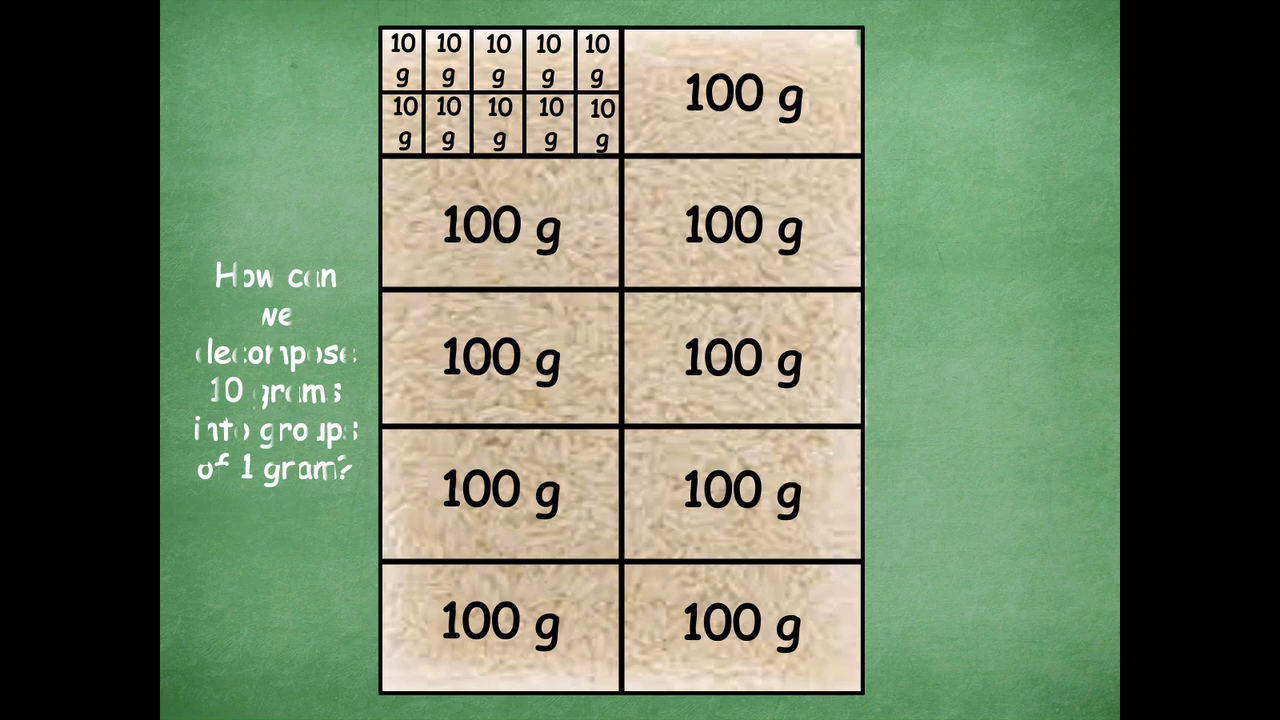 How can
we
decompose
10 grams
into groups
of 1 gram?
10 10 10 10 10
g g g g g
10 10 10 10 10
g g g g g
100 g
100 g 100 g
100 g 100 g
100 g 100 g
100 g 100 g